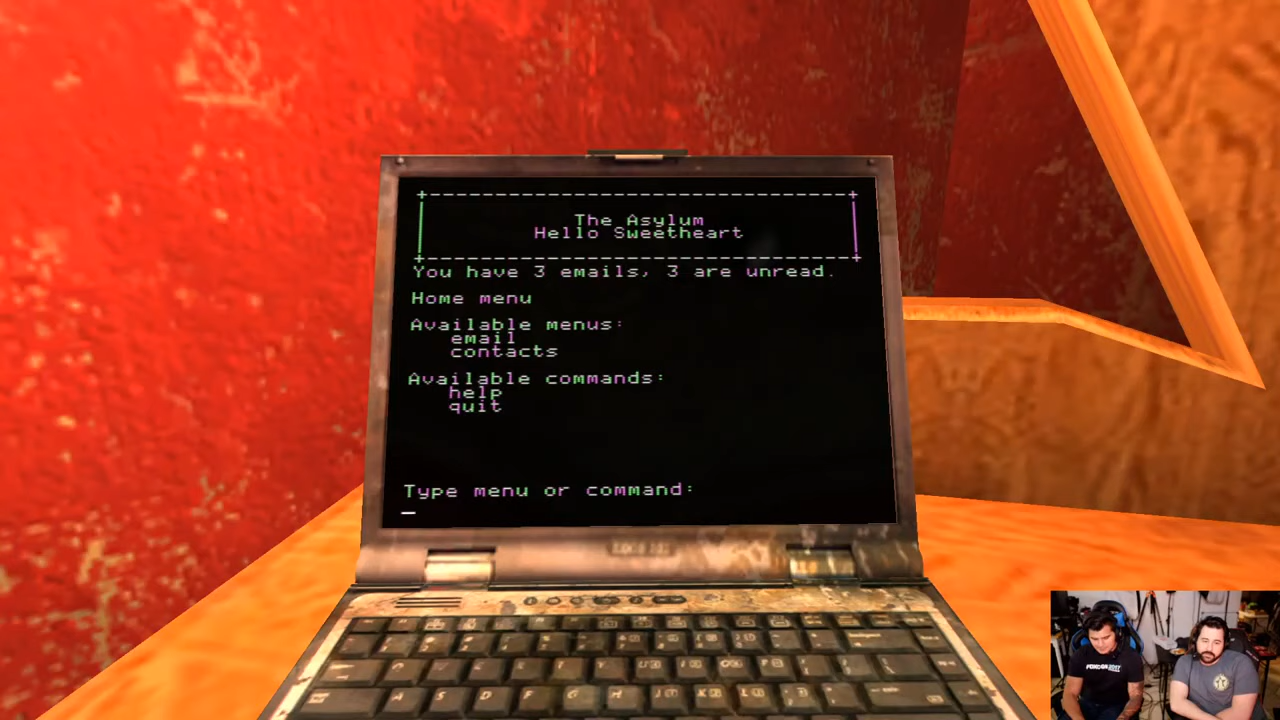 The Asylum
Hello Sweetheart
You have 3 emails, 3 are unread.
Home menu
Available menus:
email
contacts
Available commands:
help
quit
Type menu or command:
_